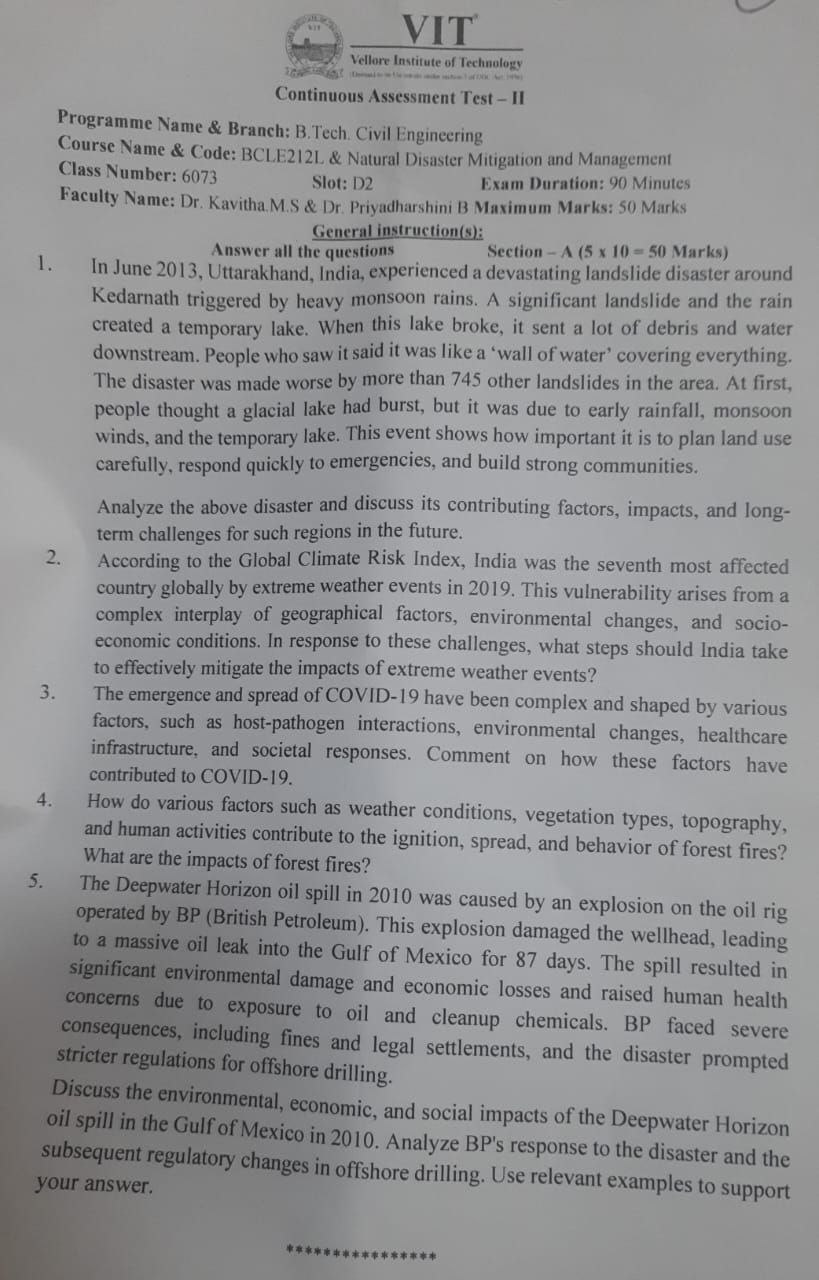 VIT
Vellore Institute of Technology
Continuous Assessment Test – II
Programme Name & Branch: B.Tech. Civil Engineering
Course Name & Code: BCLE212L & Natural Disaster Mitigation and Management
Class Number: 6073 Slot: D2 Exam Duration: 90 Minutes
Faculty Name: Dr. Kavitha.M.S & Dr. Priyadharshini B Maximum Marks: 50 Marks
General instruction(s):
Answer all the questions Section – A (5 x 10 = 50 Marks)
1. In June 2013, Uttarakhand, India, experienced a devastating landslide disaster around
Kedarnath triggered by heavy monsoon rains. A significant landslide and the rain
created a temporary lake. When this lake broke, it sent a lot of debris and water
downstream. People who saw it said it was like a ‘wall of water’ covering everything.
The disaster was made worse by more than 745 other landslides in the area. At first,
people thought a glacial lake had burst, but it was due to early rainfall, monsoon
winds, and the temporary lake. This event shows how important it is to plan land use
carefully, respond quickly to emergencies, and build strong communities.
Analyze the above disaster and discuss its contributing factors, impacts, and long-
term challenges for such regions in the future.
2. According to the Global Climate Risk Index, India was the seventh most affected
country globally by extreme weather events in 2019. This vulnerability arises from a
complex interplay of geographical factors, environmental changes, and socio-
economic conditions. In response to these challenges, what steps should India take
to effectively mitigate the impacts of extreme weather events?
3. The emergence and spread of COVID-19 have been complex and shaped by various
factors, such as host-pathogen interactions, environmental changes, healthcare
infrastructure, and societal responses. Comment on how these factors have
contributed to COVID-19.
4. How do various factors such as weather conditions, vegetation types, topography,
and human activities contribute to the ignition, spread, and behavior of forest fires?
What are the impacts of forest fires?
5. The Deepwater Horizon oil spill in 2010 was caused by an explosion on the oil rig
operated by BP (British Petroleum). This explosion damaged the wellhead, leading
to a massive oil leak into the Gulf of Mexico for 87 days. The spill resulted in
significant environmental damage and economic losses and raised human health
concerns due to exposure to oil and cleanup chemicals. BP faced severe
consequences, including fines and legal settlements, and the disaster prompted
stricter regulations for offshore drilling.
Discuss the environmental, economic, and social impacts of the Deepwater Horizon
oil spill in the Gulf of Mexico in 2010. Analyze BP's response to the disaster and the
subsequent regulatory changes in offshore drilling. Use relevant examples to support
your answer.
****************